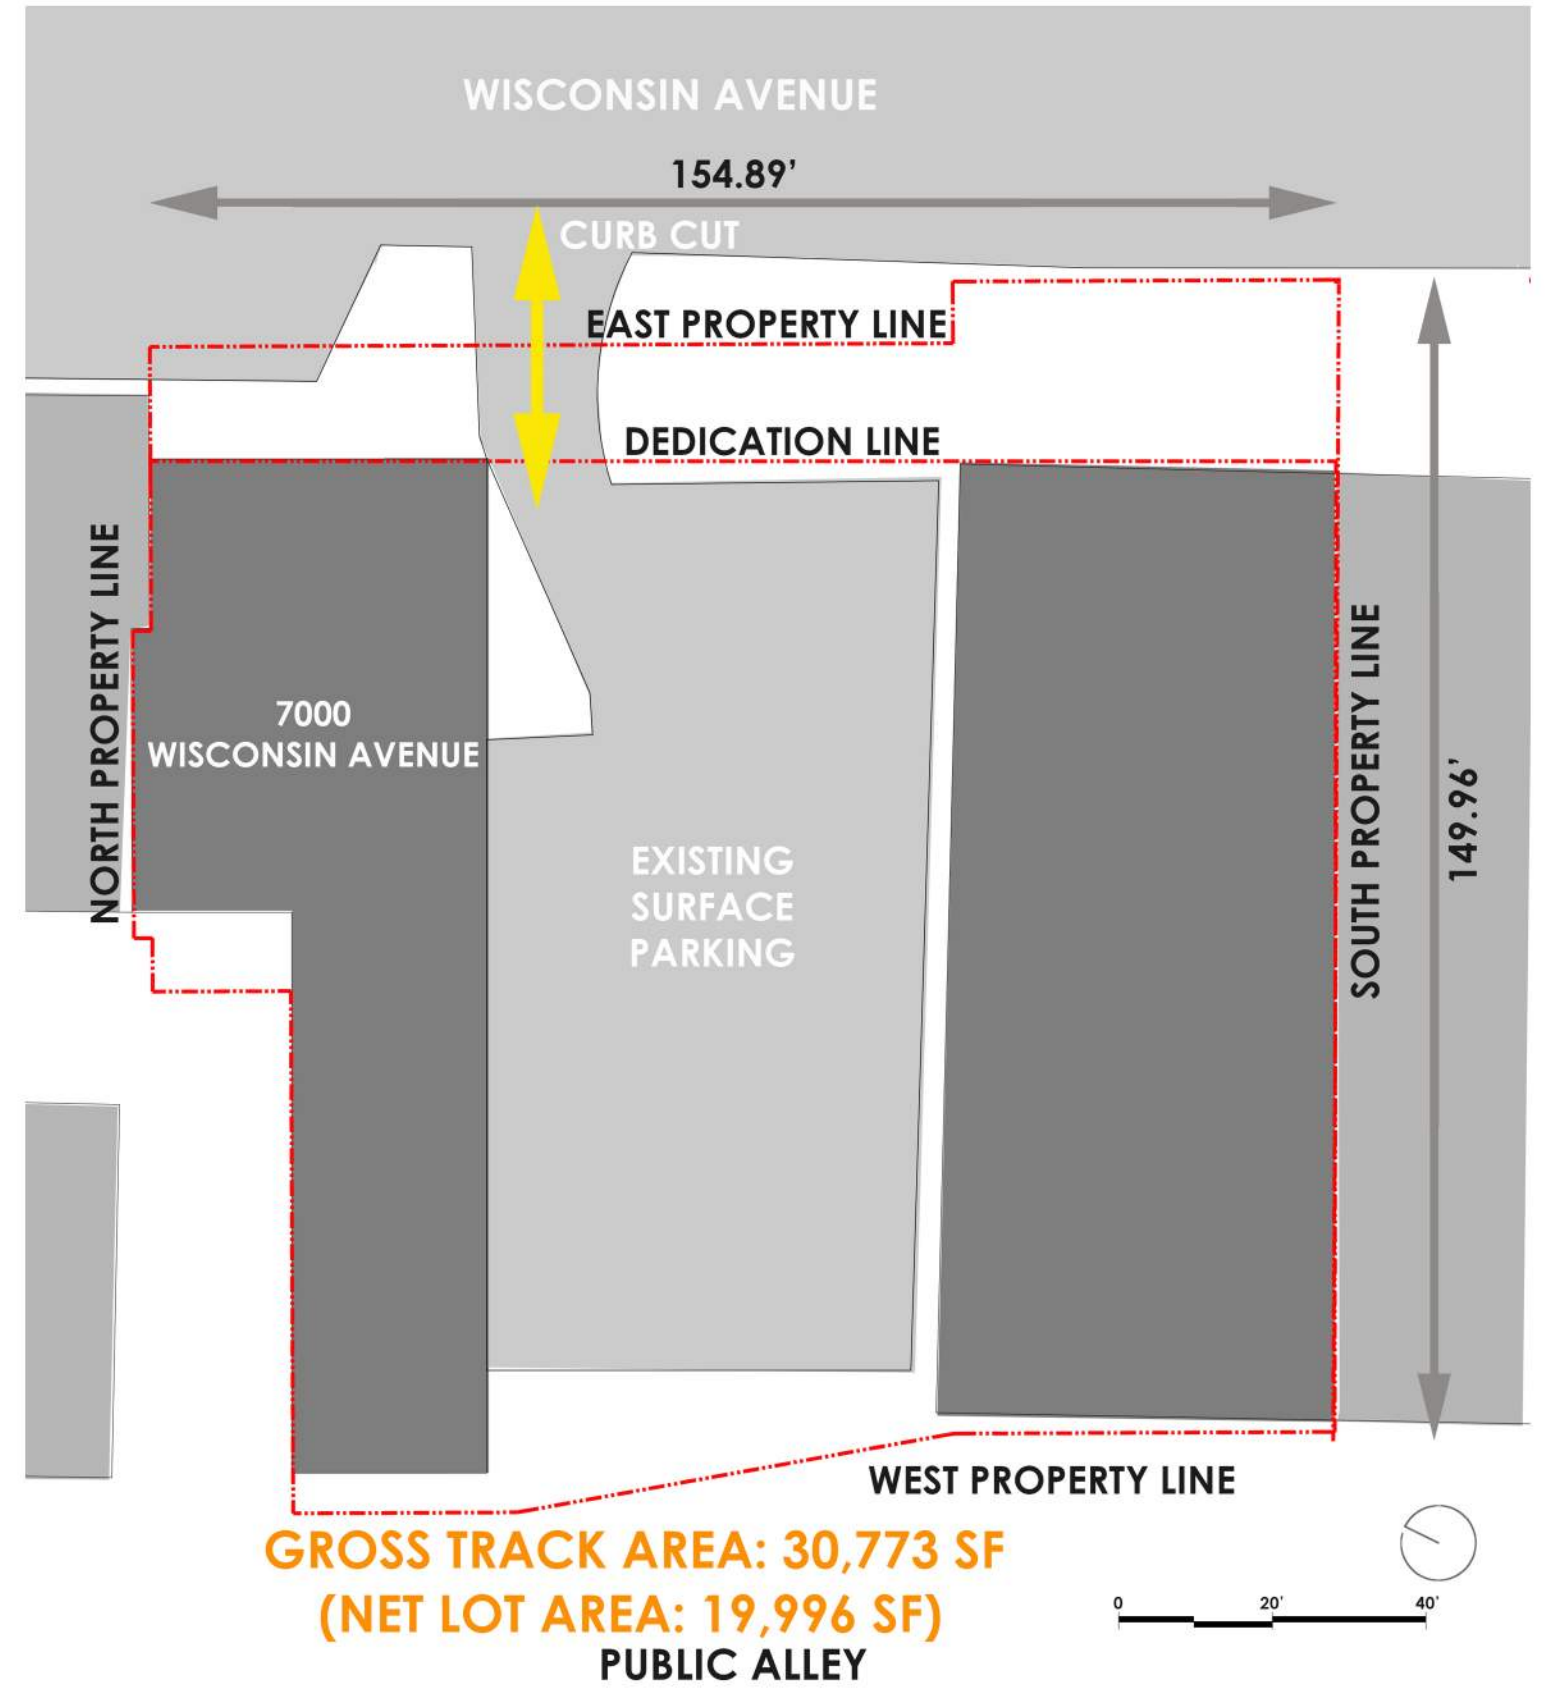 WISCONSIN AVENUE
154.89’
CURB CUT
EAST PROPERTY LINE
DEDICATION LINE
NORTH PROPERTY LINE
7000
WISCONSIN AVENUE
EXISTING
SURFACE
PARKING
SOUTH PROPERTY LINE
149.96’
WEST PROPERTY LINE
GROSS TRACK AREA: 30,773 SF
(NET LOT AREA: 19,996 SF)
PUBLIC ALLEY
0 20' 40'